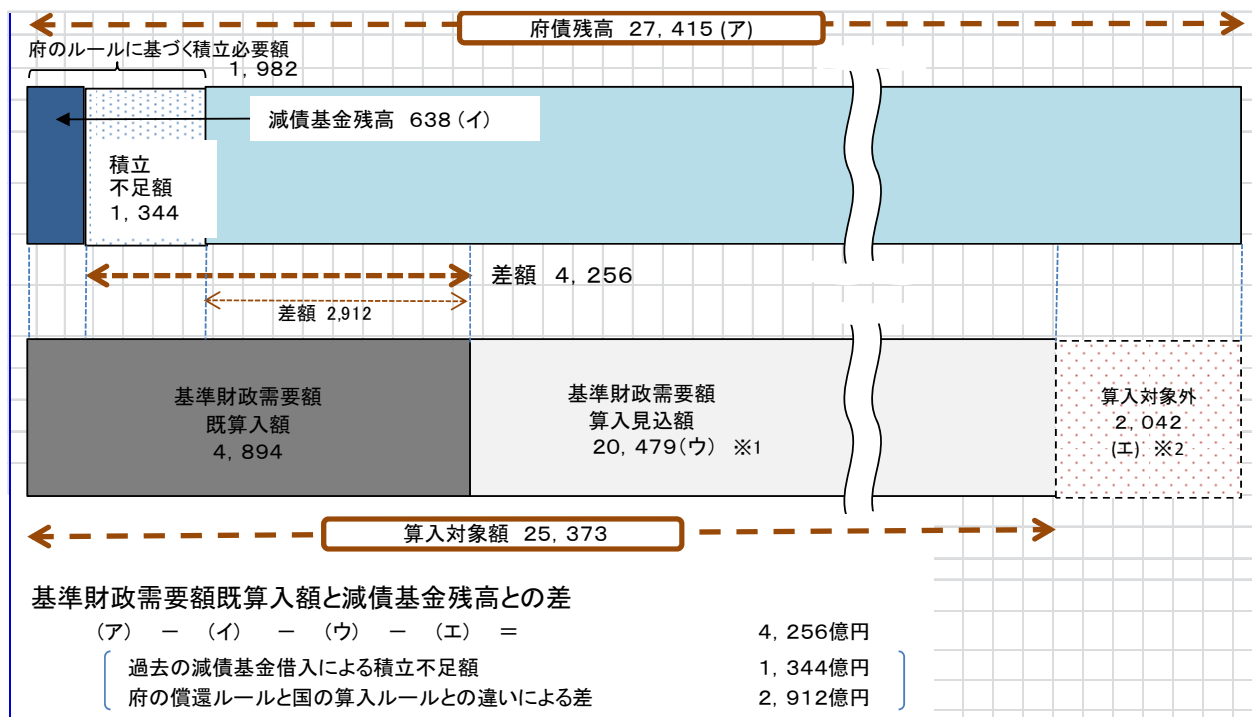 府債残高 27,415 (ア)
府のルールに基づく積立必要額
1,982
減債基金残高 638(イ)
積立
不足額
1,344
差額 4,256
差額 2,912
基準財政需要額
既算入額
4,894
基準財政需要額
算入見込額
20,479(ウ) ※1
算入対象外
2,042
(エ) ※2
算入対象額 25,373
基準財政需要額既算入額と減債基金残高との差
(ア) - (イ) - (ウ) - (エ) = 4,256億円
過去の減債基金借入による積立不足額 1,344億円
府の償還ルールと国の算入ルールとの違いによる差 2,912億円